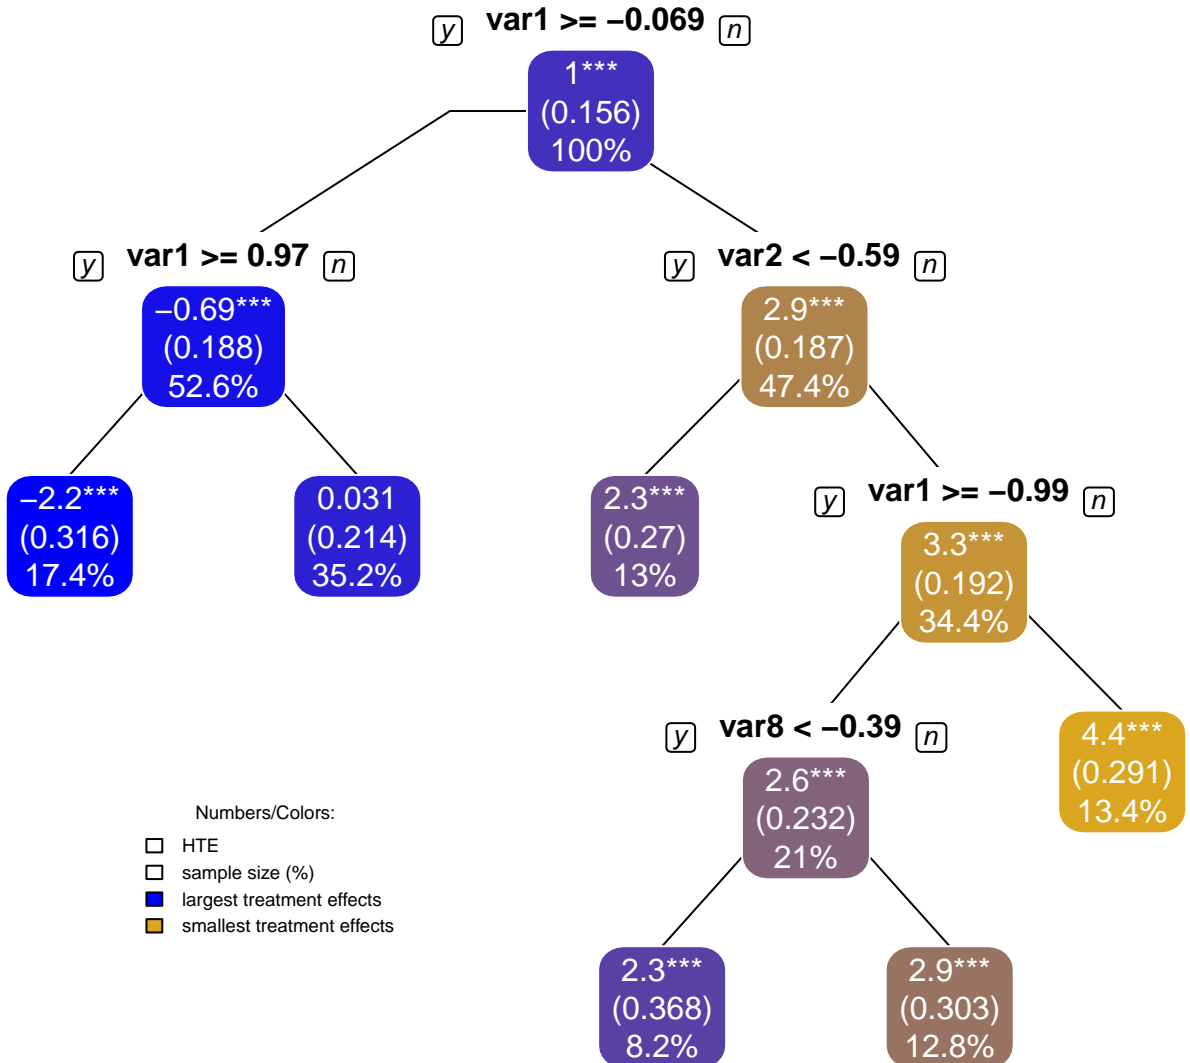 var1 >= −0.069
y
n
1***
(0.156)
100%
var1 >= 0.97
y
n
−0.69***
(0.188)
52.6%
var2 < −0.59
y
n
2.9***
(0.187)
47.4%
−2.2***
(0.316)
17.4%
0.031
(0.214)
35.2%
2.3***
(0.27)
13%
var1 >= −0.99
y
n
3.3***
(0.192)
34.4%
var8 < −0.39
y
n
2.6***
(0.232)
21%
4.4***
(0.291)
13.4%
2.3***
(0.368)
8.2%
2.9***
(0.303)
12.8%
Numbers/Colors:
HTE
sample size (%)
largest treatment effects
smallest treatment effects